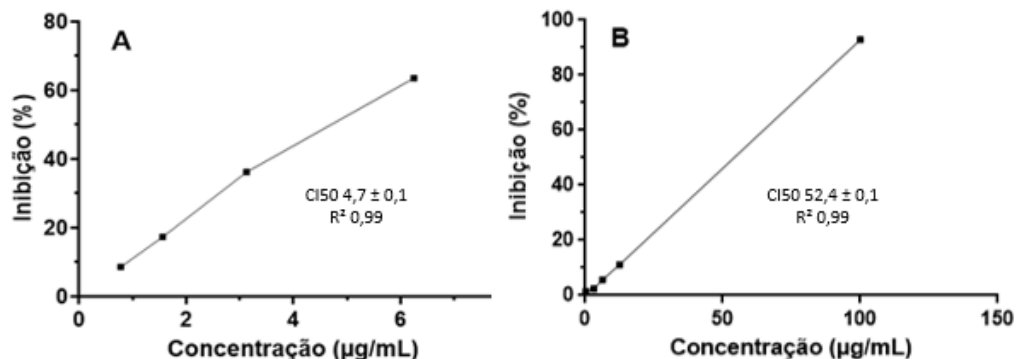 A
80
60
40
20
0
Inibição (%)
CI50 4,7 ± 0,1
R² 0,99
0 2 4 6
Concentração (µg/mL)
B
100
80
60
40
20
0
Inibição (%)
CI50 52,4 ± 0,1
R² 0,99
0 50 100 150
Concentração (µg/mL)